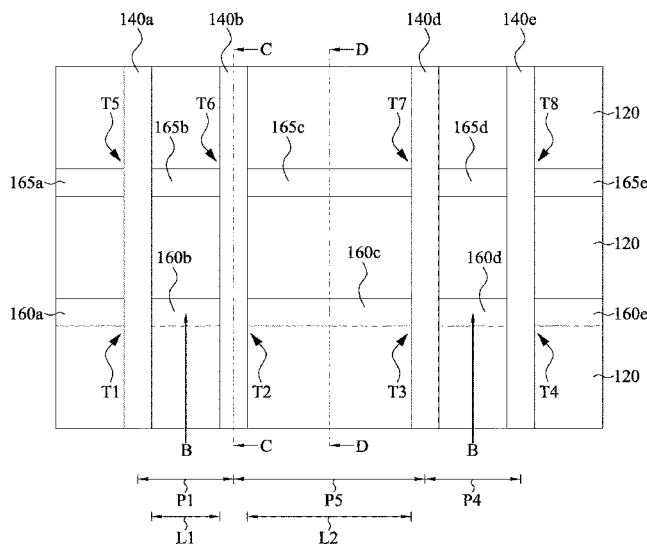 140a 140b 140d 140e
C D
T5 T6 T7 T8
165b 165c 165d 120
165a 165e
160b 160c 160d 120
160a 160e
T1 T2 T3 T4 120
B C D B
P1 P5 P4
L1 L2